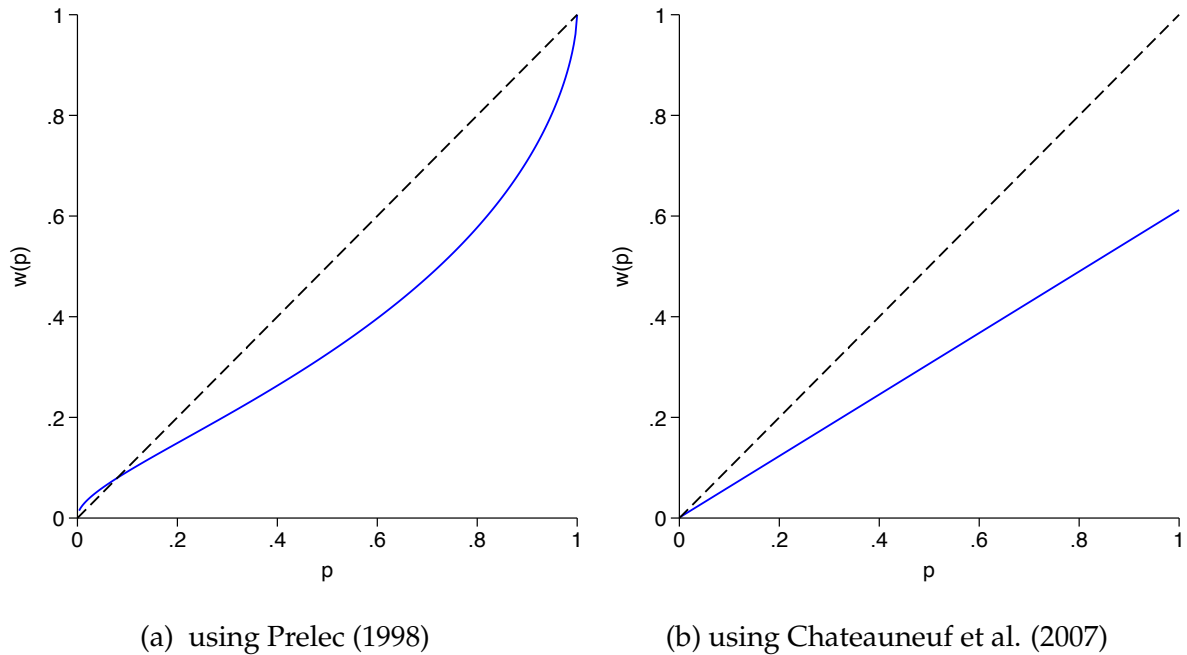 1
.8
.6
.4
.2
0
w(p)
0 .2 .4 .6 .8 1
p
(a) using Prelec (1998)
1
.8
.6
.4
.2
0
w(p)
0 .2 .4 .6 .8 1
p
(b) using Chateauneuf et al. (2007)